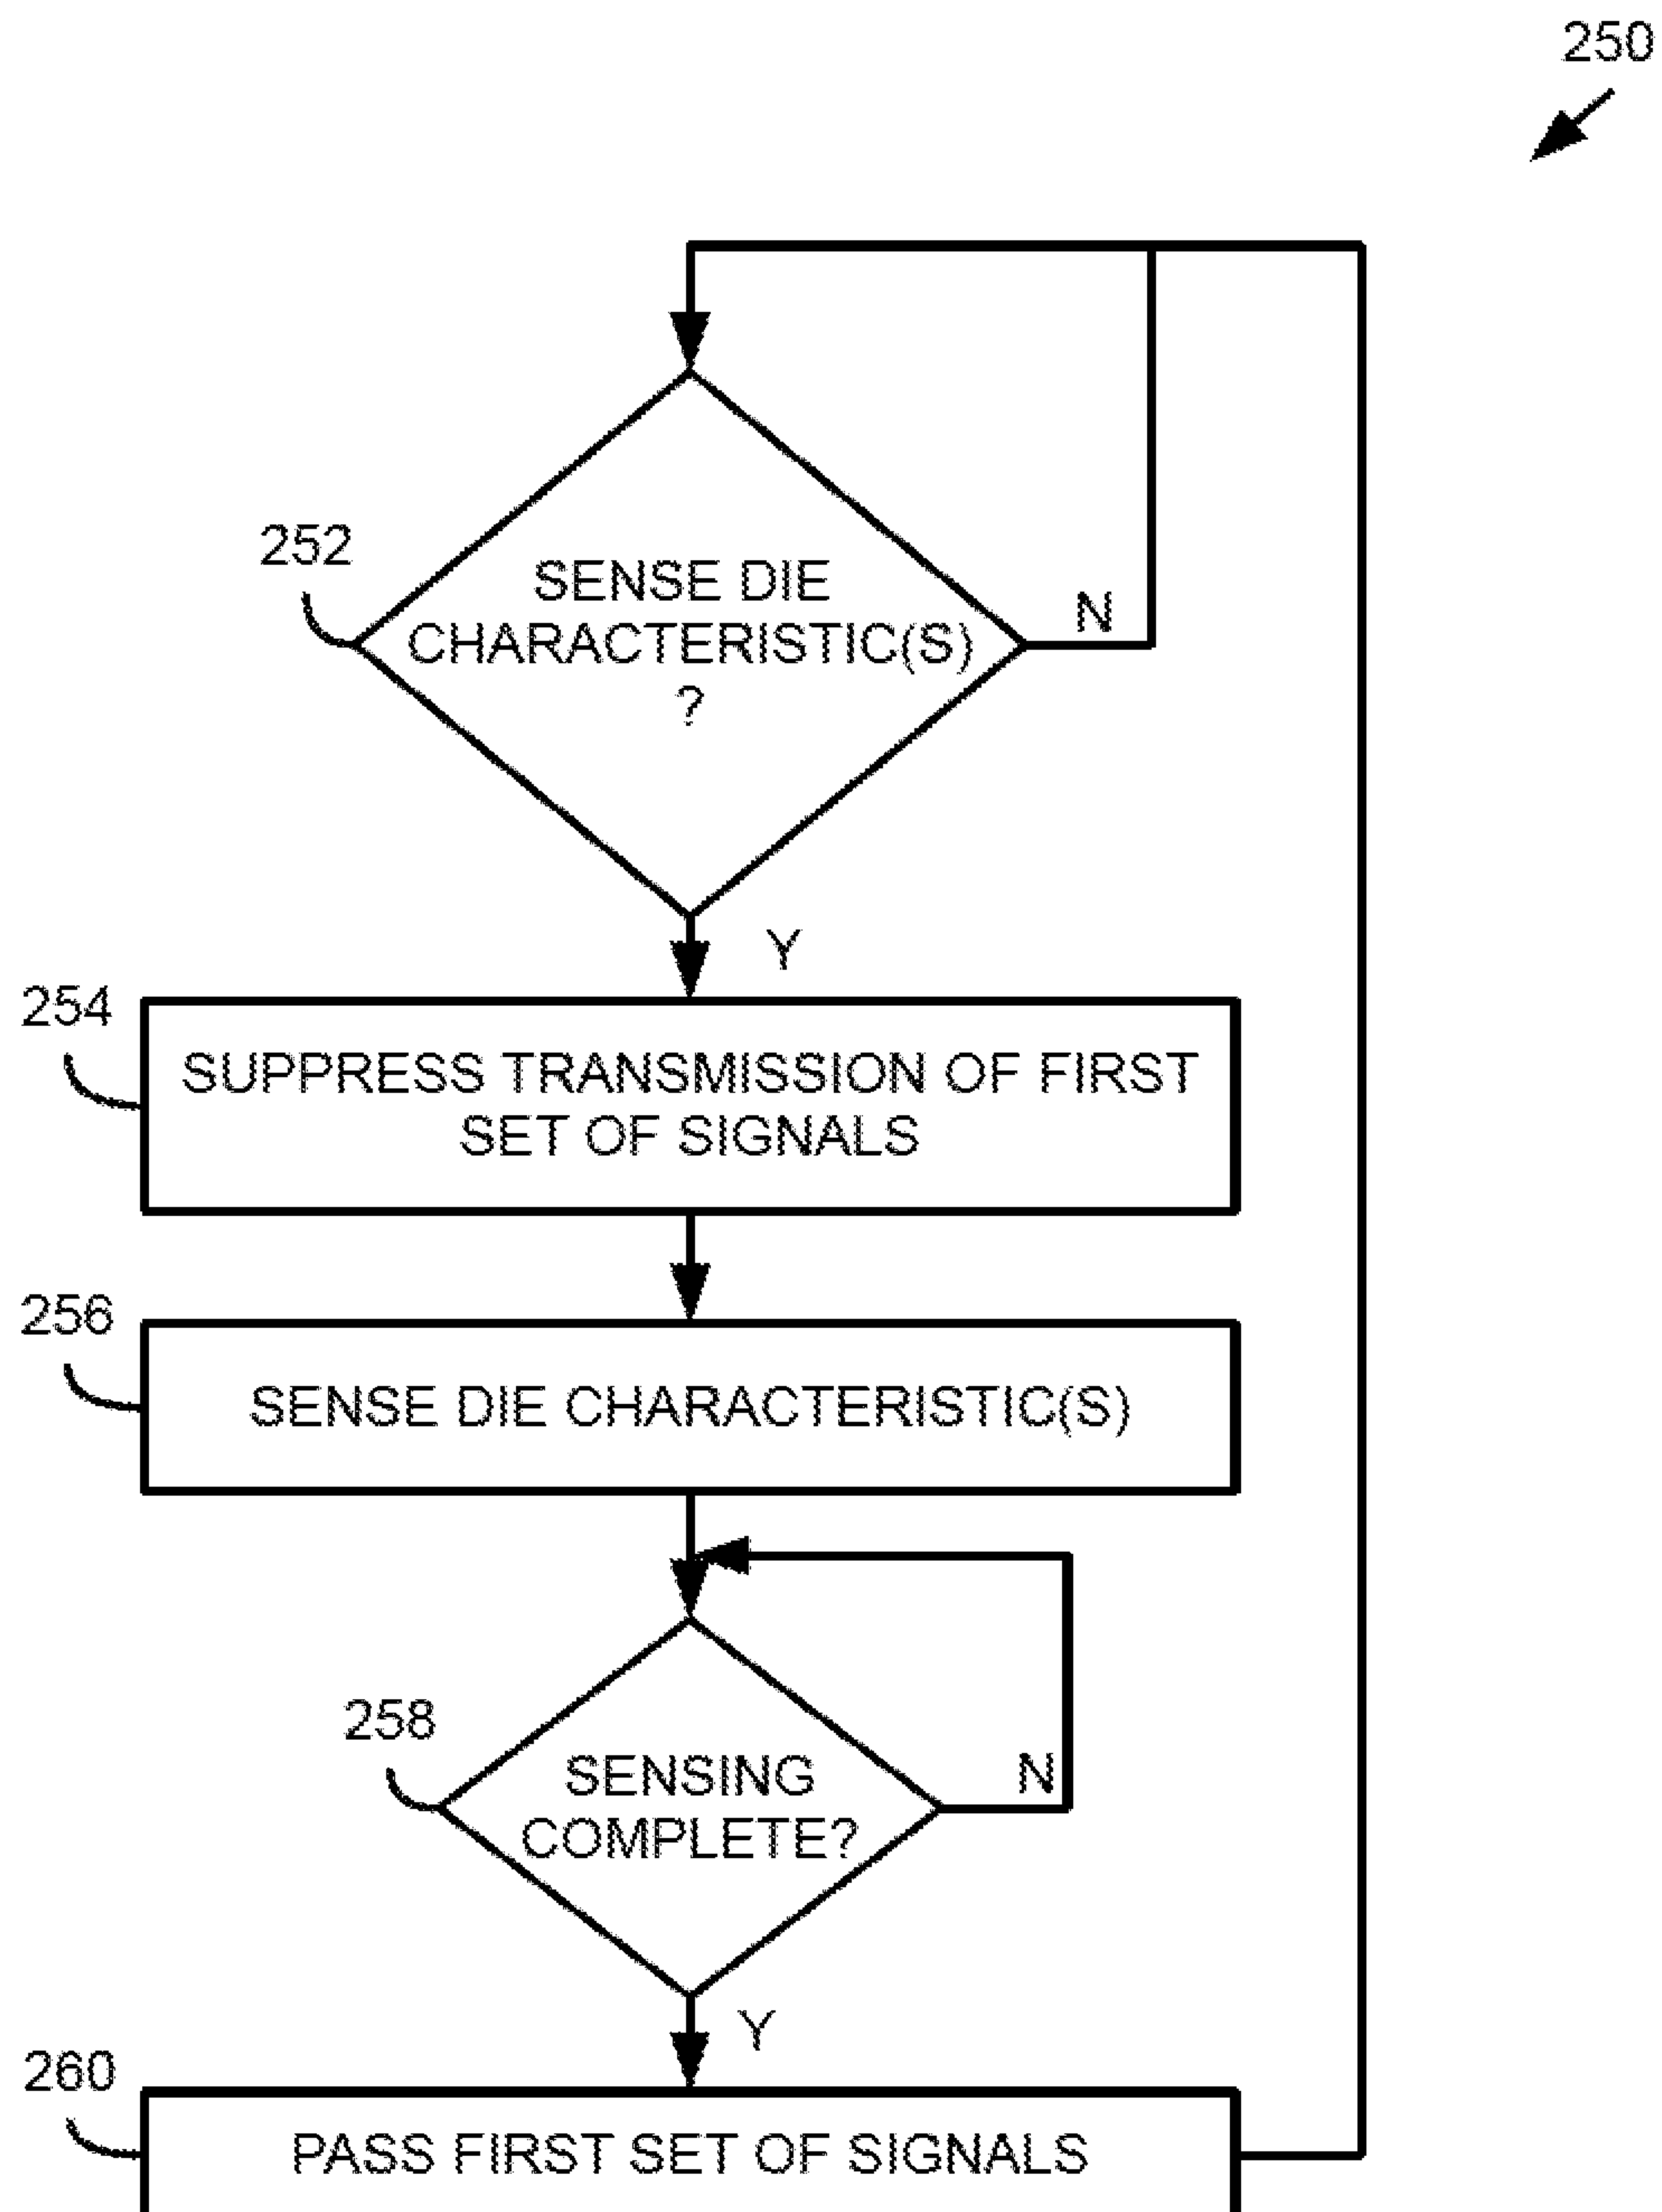 250
252
SENSE DIE
CHARACTERISTIC(S)
?
N
Y
254
SUPPRESS TRANSMISSION OF FIRST
SET OF SIGNALS
256
SENSE DIE CHARACTERISTIC(S)
258
SENSING
COMPLETE?
N
Y
260
PASS FIRST SET OF SIGNALS